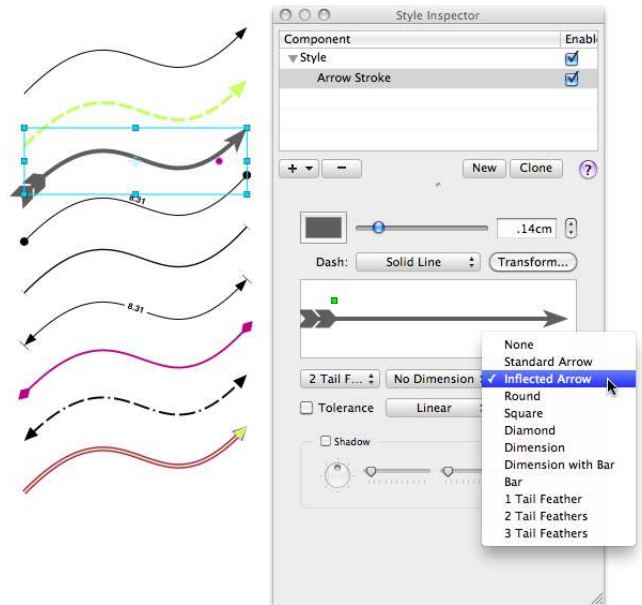 Style Inspector
Component Enabl
Style
Arrow Stroke
+ −
New Clone ?
8.31
.14cm
Dash: Solid Line Transform...
8.31
2 Tail F... No Dimension
Tolerance Linear
Shadow
None
Standard Arrow
✓ Inflected Arrow
Round
Square
Diamond
Dimension
Dimension with Bar
Bar
1 Tail Feather
2 Tail Feathers
3 Tail Feathers